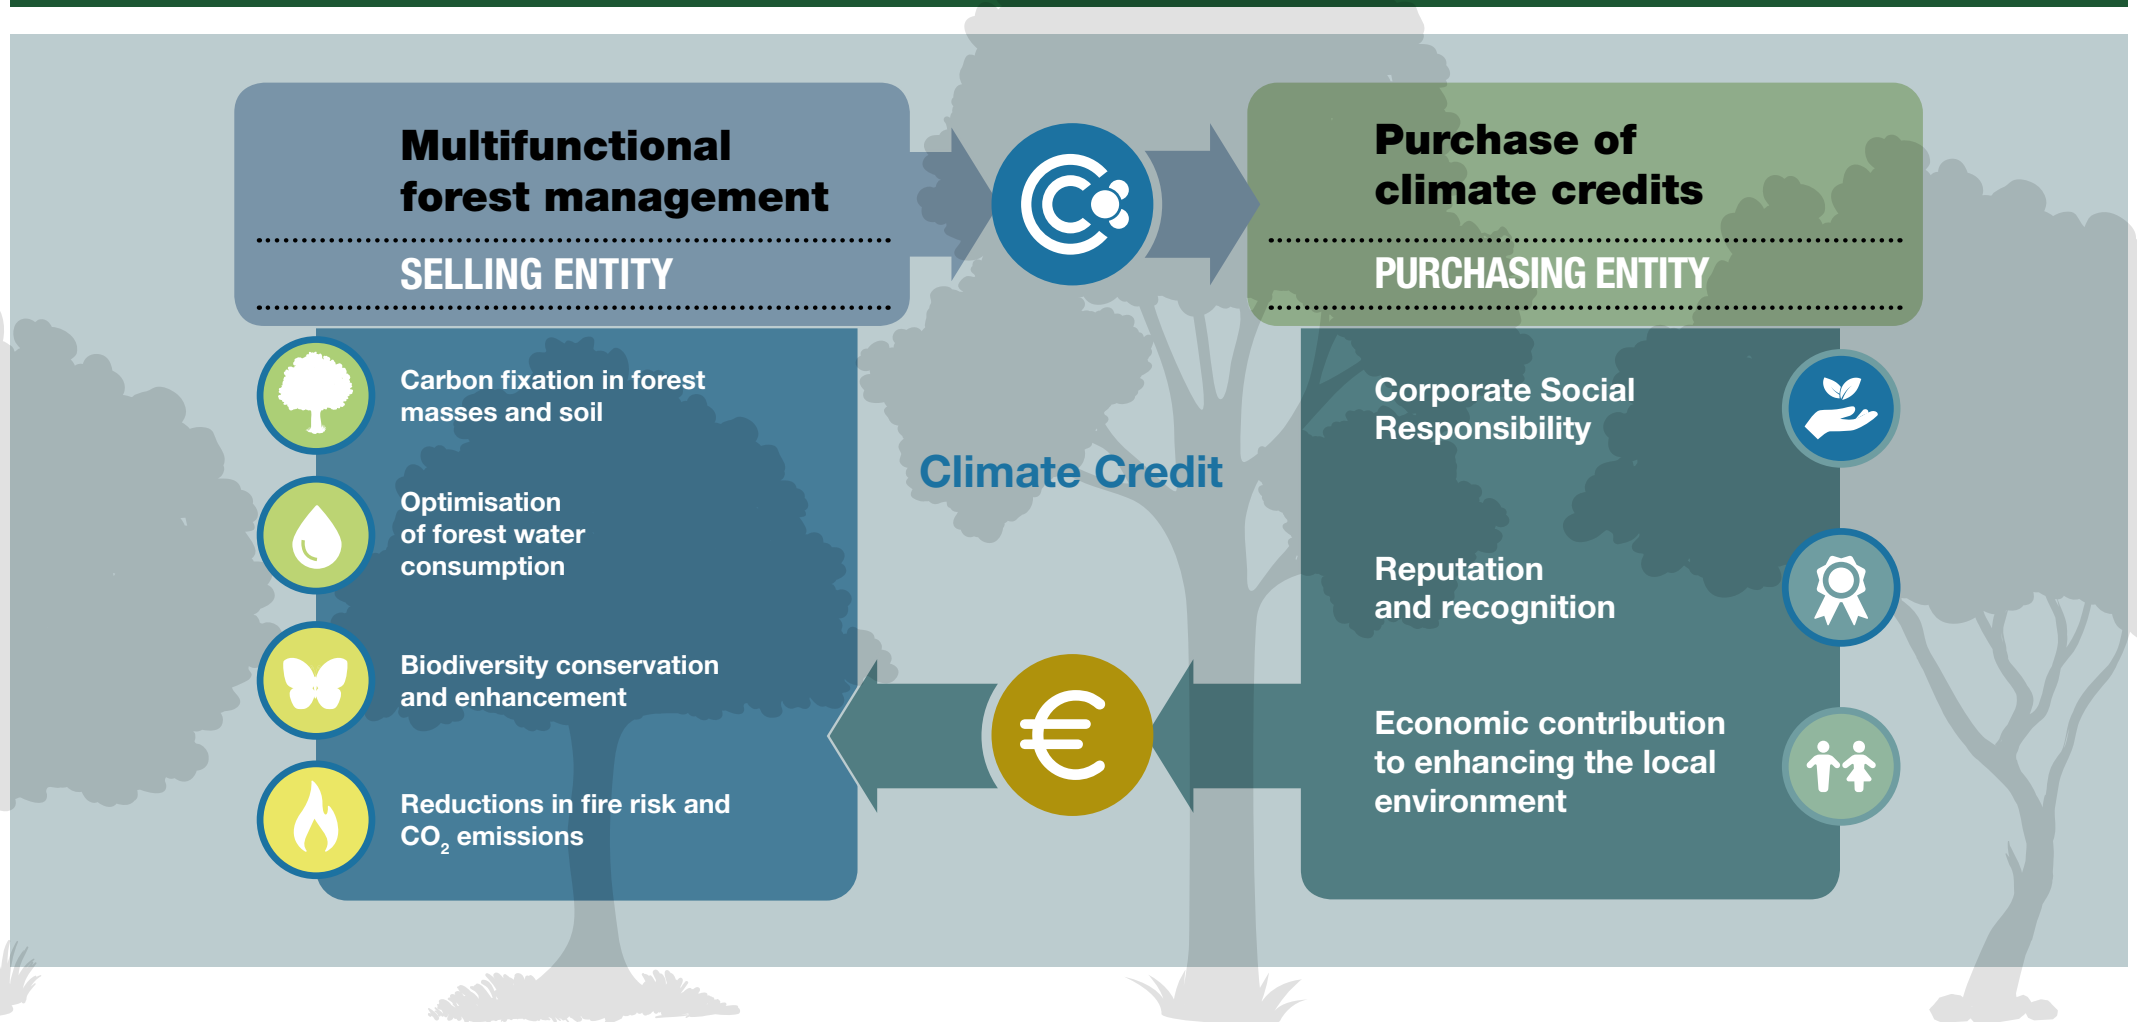 Multifunctional
forest management
SELLING ENTITY
Carbon fixation in forest
masses and soil
Optimisation
of forest water
consumption
Biodiversity conservation
and enhancement
Reductions in fire risk and
CO₂ emissions
Climate Credit
€
Purchase of
climate credits
PURCHASING ENTITY
Corporate Social
Responsibility
Reputation
and recognition
Economic contribution
to enhancing the local
environment